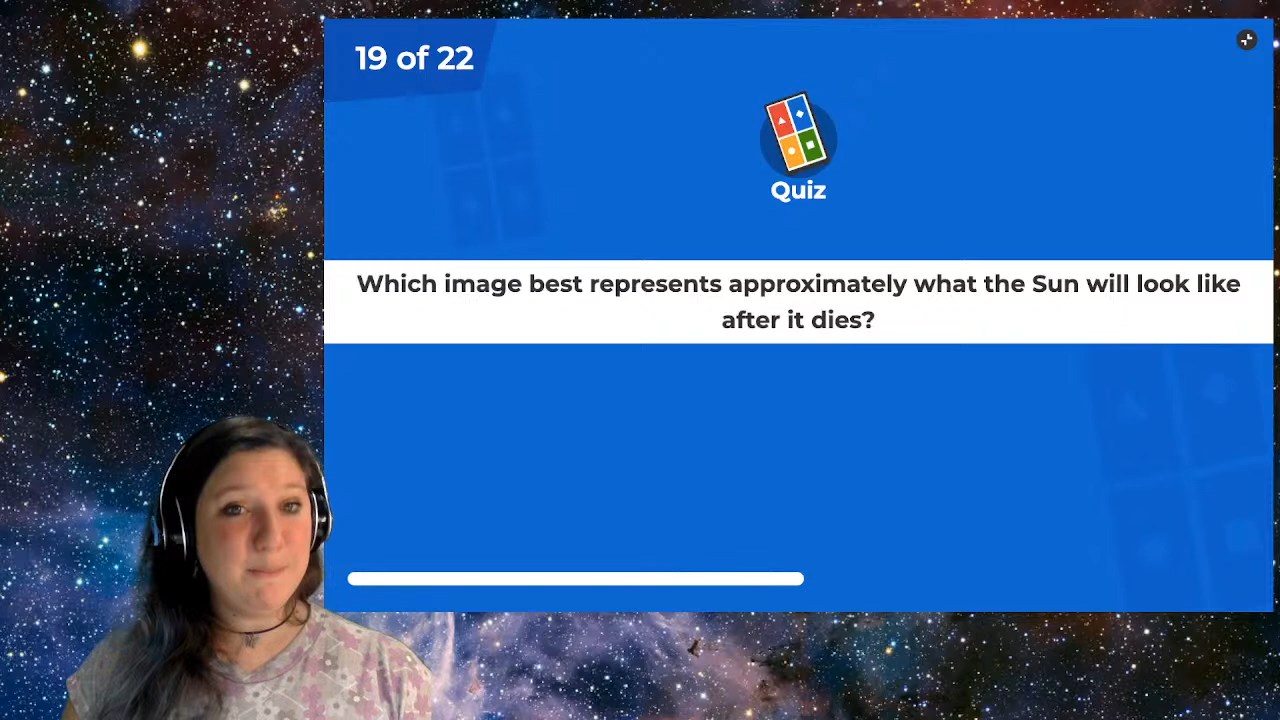 19 of 22
Quiz
Which image best represents approximately what the Sun will look like
after it dies?